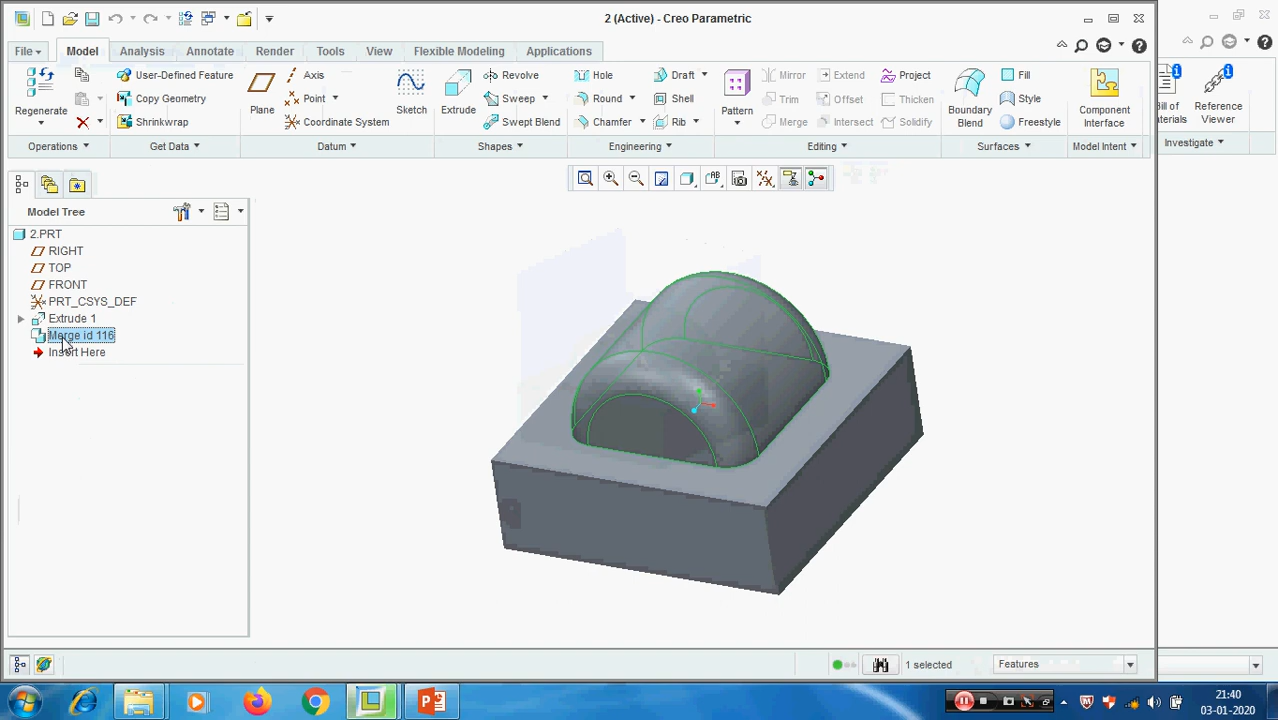 2 (Active) - Creo Parametric
File
Model
Analysis
Annotate
Render
Tools
View
Flexible Modeling
Applications
Regenerate
User-Defined Feature
Copy Geometry
Shrinkwrap
Plane
Axis
Point
Coordinate System
Sketch
Extrude
Revolve
Sweep
Swept Blend
Hole
Round
Chamfer
Draft
Shell
Rib
Pattern
Mirror
Trim
Merge
Extend
Offset
Intersect
Project
Thicken
Solidify
Boundary
Blend
Fill
Style
Freestyle
Component
Interface
Bill of
Materials
Reference
Viewer
Operations
Get Data
Datum
Shapes
Engineering
Editing
Surfaces
Model Intent
Investigate
Model Tree
2.PRT
RIGHT
TOP
FRONT
PRT_CSYS_DEF
Extrude 1
Merge id 116
Insert Here
1 selected
Features
21:40
03-01-2020